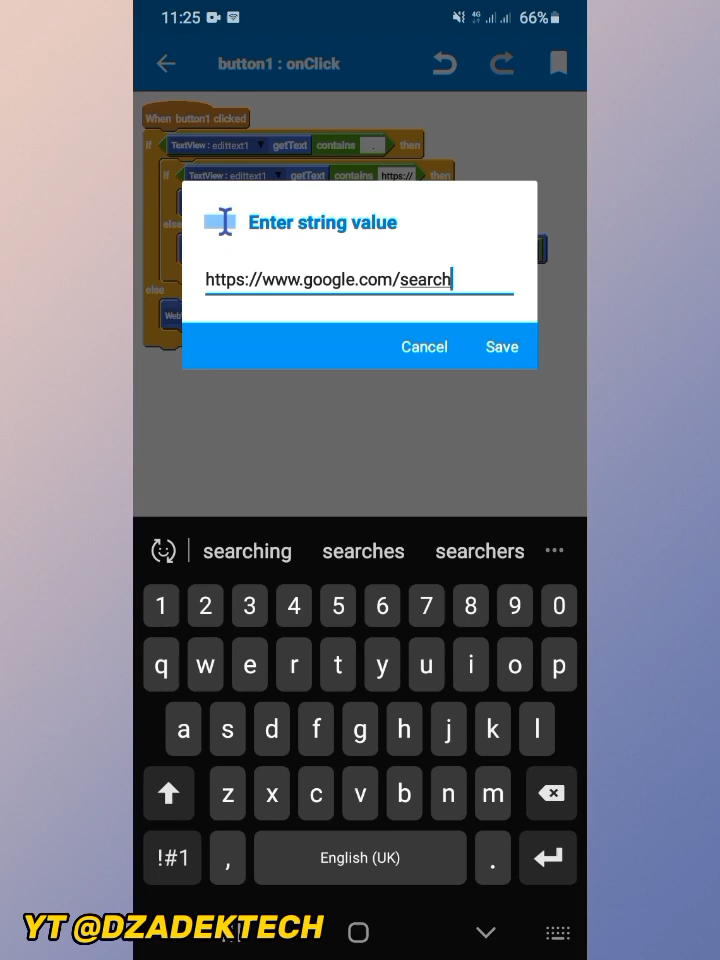 11:25 4G 66%
button1 : onClick
When button1 clicked
If TextView : edittext1 getText contains . then
If TextView : edittext1 getText contains https:// then
else
else
Enter string value
https://www.google.com/search
Cancel Save
searching searches searchers
1 2 3 4 5 6 7 8 9 0
q w e r t y u i o p
a s d f g h j k l
z x c v b n m
!#1 , English (UK) .
YT @DZADEKTECH